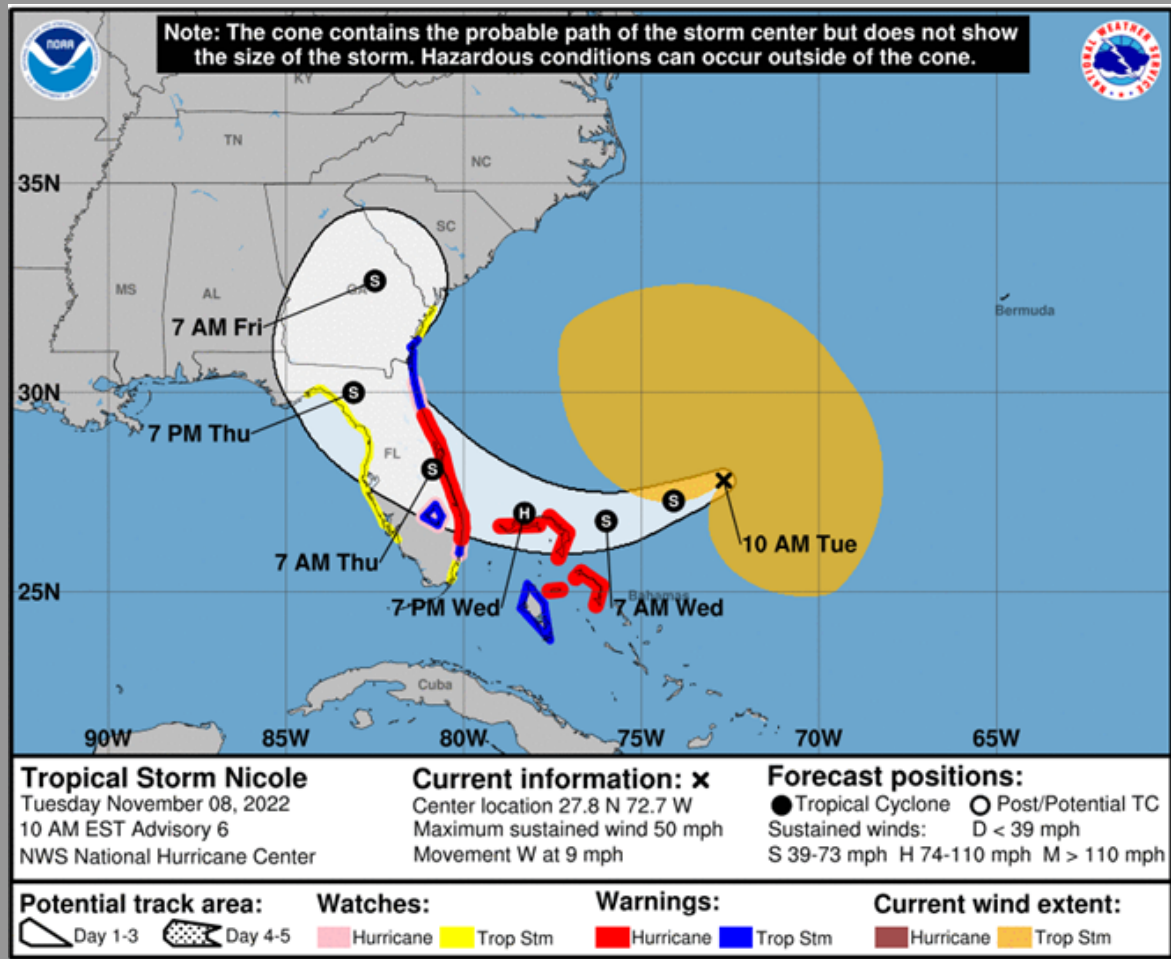 Note: The cone contains the probable path of the storm center but does not show
the size of the storm. Hazardous conditions can occur outside of the cone.
NOAA
NATIONAL WEATHER SERVICE
KY
TN
NC
35N
SC
MS
AL
GA
Bermuda
7 AM Fri
30N
7 PM Thu
FL
S
S
S
H
S
S
10 AM Tue
7 AM Thu
25N
7 PM Wed
7 AM Wed
Bahamas
Cuba
90W
85W
80W
75W
70W
65W
Tropical Storm Nicole
Tuesday November 08, 2022
10 AM EST Advisory 6
NWS National Hurricane Center
Current information: ×
Center location 27.8 N 72.7 W
Maximum sustained wind 50 mph
Movement W at 9 mph
Forecast positions:
Tropical Cyclone Post/Potential TC
Sustained winds: D < 39 mph
S 39-73 mph H 74-110 mph M > 110 mph
Potential track area:
Day 1-3 Day 4-5
Watches:
Hurricane Trop Stm
Warnings:
Hurricane Trop Stm
Current wind extent:
Hurricane Trop Stm